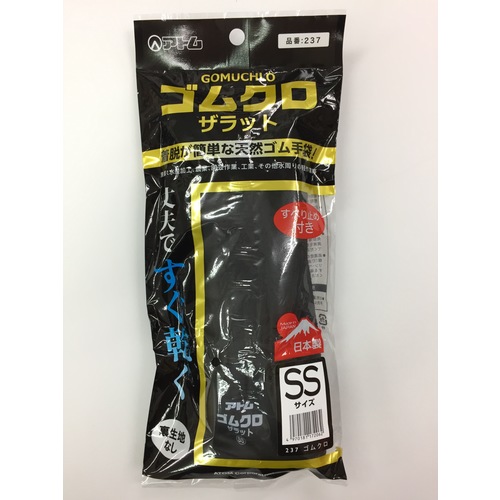 アトム
品番:237
GOMUCHLO
ゴムクロ
ザラット
着脱が簡単な天然ゴム手袋!
丈夫で
すぐ乾く
すべり止め
付き
MADE IN JAPAN
日本製
SS
サイズ
アトム
ゴムクロ
ザラット
裏生地
なし
237 ゴムクロ